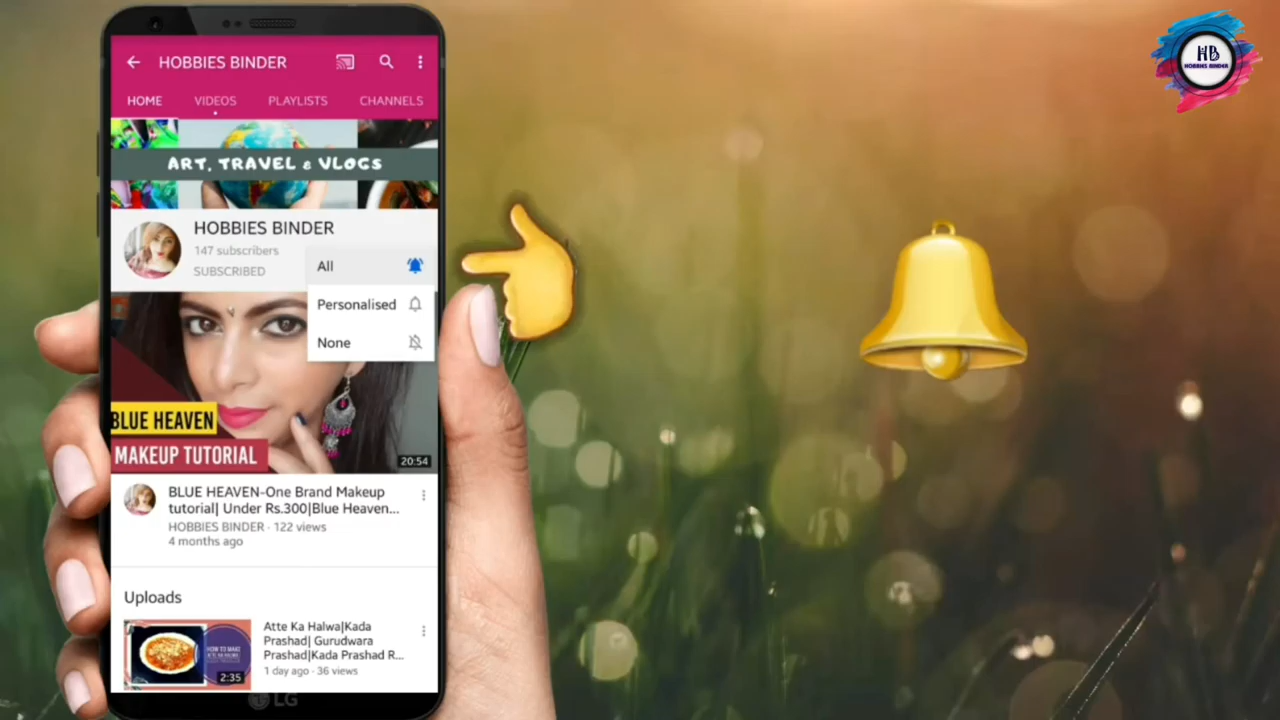 HOBBIES BINDER
HOME VIDEOS PLAYLISTS CHANNELS
ART, TRAVEL & VLOGS
HOBBIES BINDER
147 subscribers
SUBSCRIBED
All
Personalised
None
BLUE HEAVEN
MAKEUP TUTORIAL
20:54
BLUE HEAVEN-One Brand Makeup
tutorial| Under Rs.300|Blue Heaven...
HOBBIES BINDER · 122 views
4 months ago
Uploads
HOW TO MAKE
2:35
Atte Ka Halwa|Kada
Prashad| Gurudwara
Prashad|Kada Prashad R...
1 day ago · 36 views
LG
HB
HOBBIES BINDER